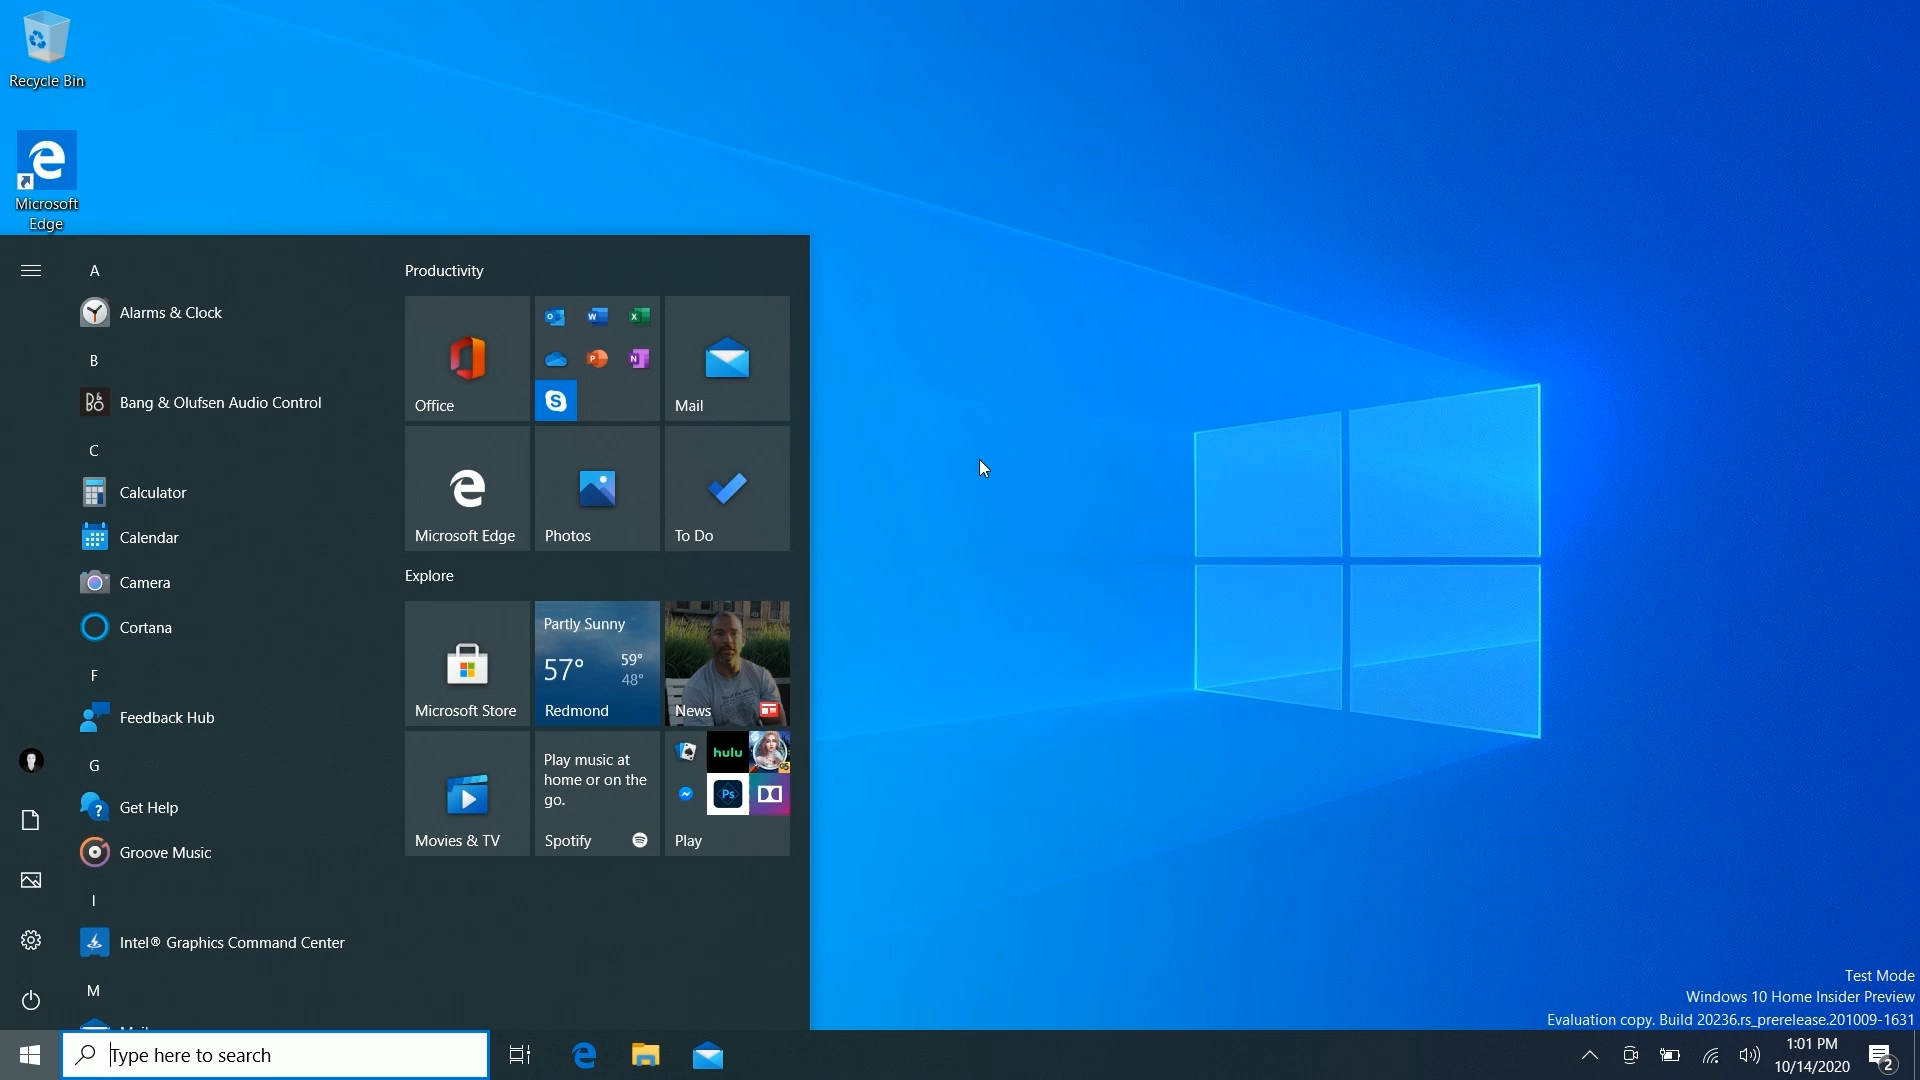 Recycle Bin
Microsoft
Edge
A
Alarms & Clock
B
Bang & Olufsen Audio Control
C
Calculator
Calendar
Camera
Cortana
F
Feedback Hub
G
Get Help
Groove Music
I
Intel® Graphics Command Center
M
Productivity
Office
Mail
Microsoft Edge
Photos
To Do
Explore
Microsoft Store
Partly Sunny
57°
59°
48°
Redmond
News
Movies & TV
Play music at
home or on the
go.
Spotify
hulu
Ps
Play
Test Mode
Windows 10 Home Insider Preview
Evaluation copy. Build 20236.rs_prerelease.201009-1631
Type here to search
1:01 PM
10/14/2020
2